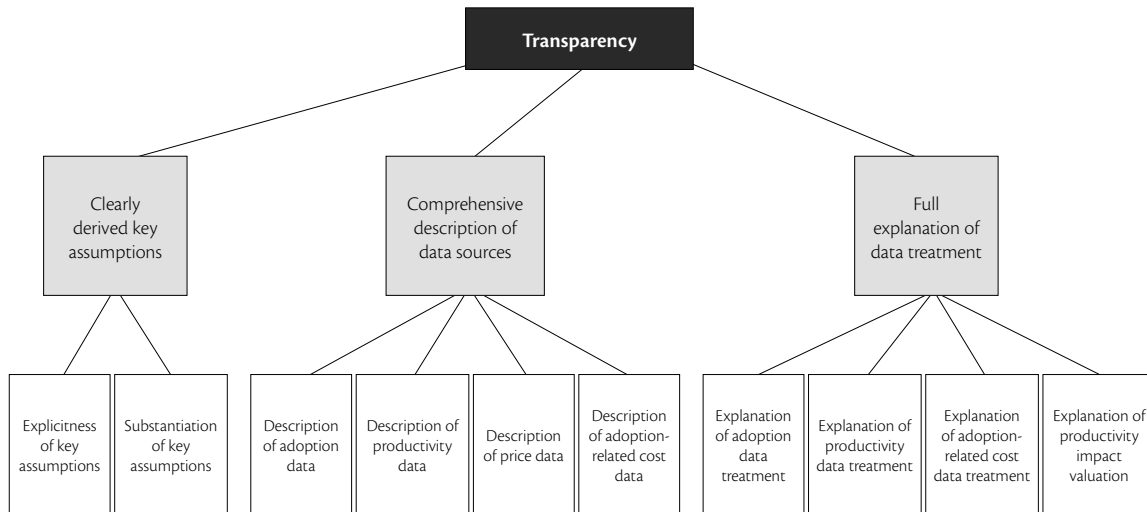 Transparency
Clearly
derived key
assumptions
Comprehensive
description of
data sources
Full
explanation of
data treatment
Explicitness
of key
assumptions
Substantiation
of key
assumptions
Description
of adoption
data
Description of
productivity
data
Description
of price data
Description
of adoption-
related cost
data
Explanation
of adoption
data
treatment
Explanation of
productivity
data treatment
Explanation
of adoption-
related cost
data treatment
Explanation of
productivity
impact
valuation